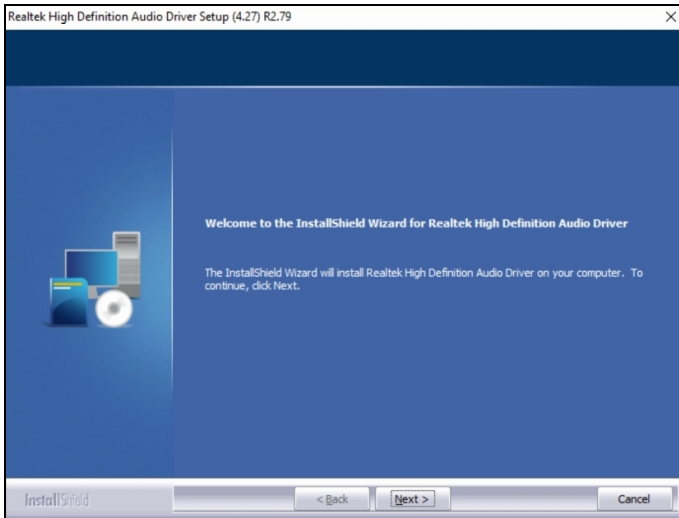 Realtek High Definition Audio Driver Setup (4.27) R2.79
Welcome to the InstallShield Wizard for Realtek High Definition Audio Driver
The InstallShield Wizard will install Realtek High Definition Audio Driver on your computer. To
continue, click Next.
InstallShield
< Back
Next >
Cancel